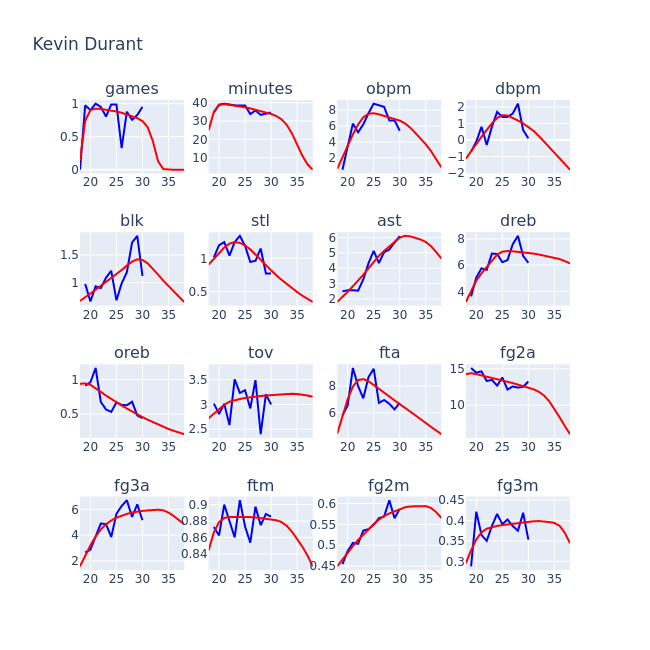 Kevin Durant
games minutes obpm dbpm
1 0.5 0
40 30 20 10
8 6 4 2
2 1 0 −1 −2
20 25 30 35 20 25 30 35 20 25 30 35 20 25 30 35
blk stl ast dreb
1.5 1
1 0.5
6 5 4 3 2
8 6 4
20 25 30 35 20 25 30 35 20 25 30 35 20 25 30 35
oreb tov fta fg2a
1 0.5
3.5 3 2.5
8 6
15 10
20 25 30 35 20 25 30 35 20 25 30 35 20 25 30 35
fg3a ftm fg2m fg3m
6 4 2
0.9 0.88 0.86 0.84
0.6 0.55 0.5 0.45
0.45 0.4 0.35 0.3
20 25 30 35 20 25 30 35 20 25 30 35 20 25 30 35